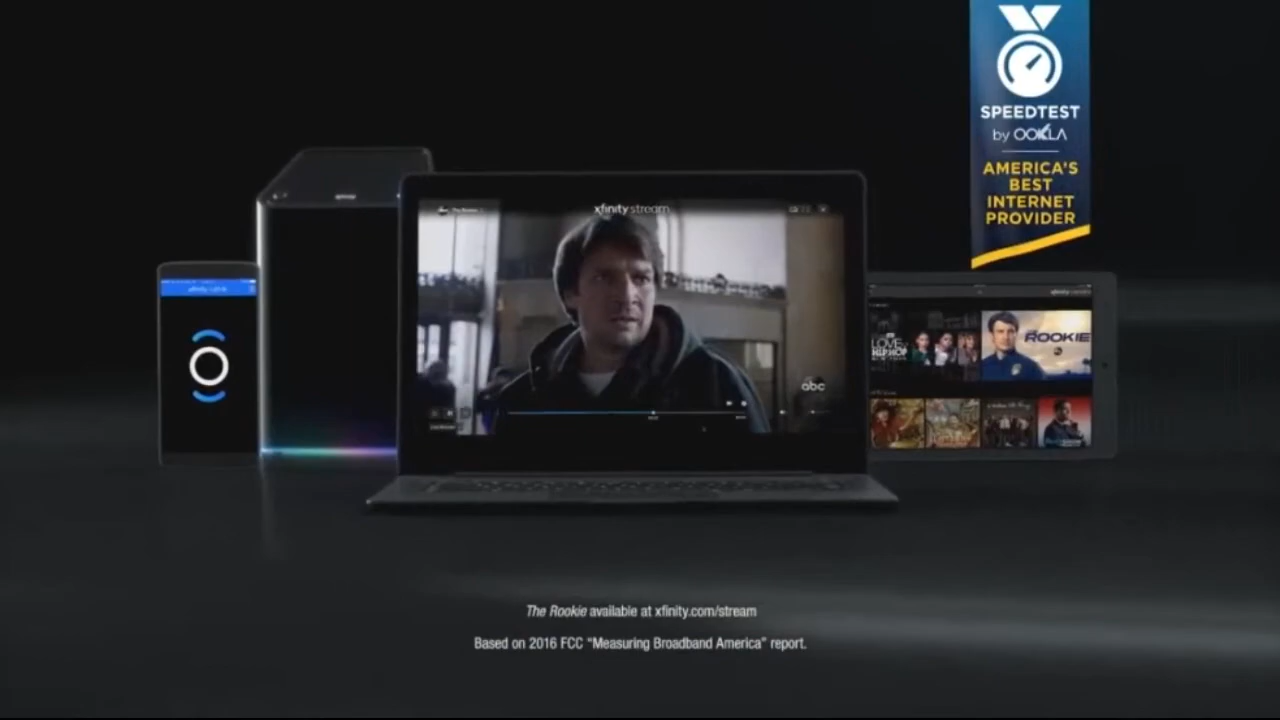 SPEEDTEST
by OOKLA
AMERICA'S
BEST
INTERNET
PROVIDER
xfinity stream
abc
xfinity
LOVE &
HIP HOP
ROOKIE
The Rookie available at xfinity.com/stream
Based on 2016 FCC "Measuring Broadband America" report.